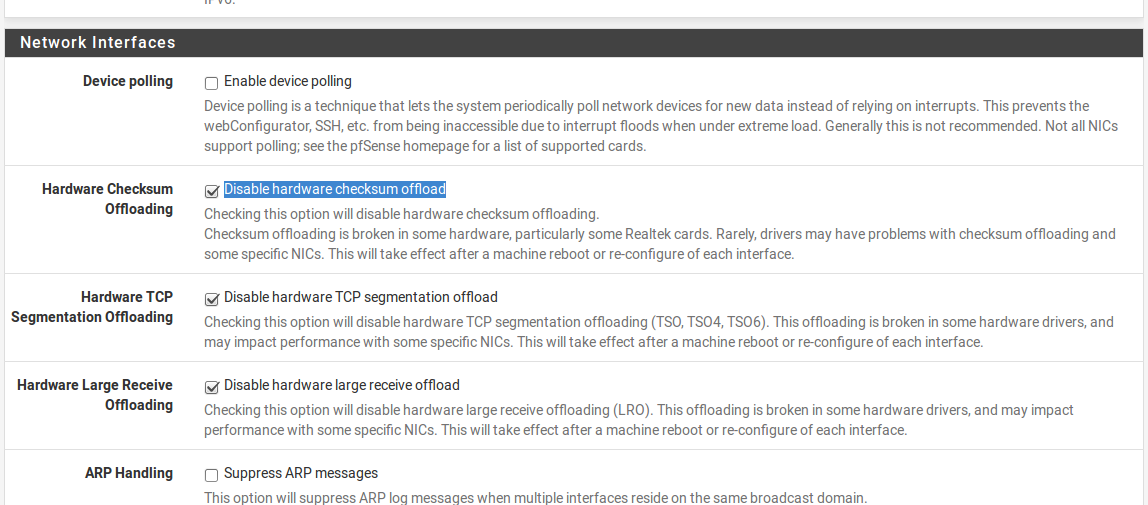 Network Interfaces
Device polling
Enable device polling
Device polling is a technique that lets the system periodically poll network devices for new data instead of relying on interrupts. This prevents the
webConfigurator, SSH, etc. from being inaccessible due to interrupt floods when under extreme load. Generally this is not recommended. Not all NICs
support polling; see the pfSense homepage for a list of supported cards.
Hardware Checksum
Offloading
Disable hardware checksum offload
Checking this option will disable hardware checksum offloading.
Checksum offloading is broken in some hardware, particularly some Realtek cards. Rarely, drivers may have problems with checksum offloading and
some specific NICs. This will take effect after a machine reboot or re-configure of each interface.
Hardware TCP
Segmentation Offloading
Disable hardware TCP segmentation offload
Checking this option will disable hardware TCP segmentation offloading (TSO, TSO4, TSO6). This offloading is broken in some hardware drivers, and
may impact performance with some specific NICs. This will take effect after a machine reboot or re-configure of each interface.
Hardware Large Receive
Offloading
Disable hardware large receive offload
Checking this option will disable hardware large receive offloading (LRO). This offloading is broken in some hardware drivers, and may impact
performance with some specific NICs. This will take effect after a machine reboot or re-configure of each interface.
ARP Handling
Suppress ARP messages
This option will suppress ARP log messages when multiple interfaces reside on the same broadcast domain.